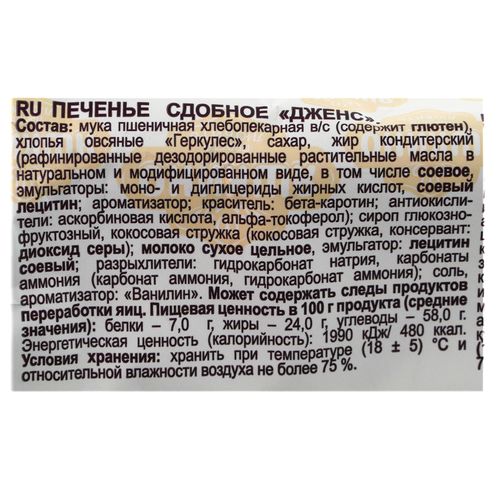 RU ПЕЧЕНЬЕ СДОБНОЕ «ДЖЕНС».
Состав: мука пшеничная хлебопекарная в/с (содержит глютен),
хлопья овсяные «Геркулес», сахар, жир кондитерский
(рафинированные дезодорированные растительные масла в
натуральном и модифицированном виде, в том числе соевое,
эмульгаторы: моно- и диглицериды жирных кислот, соевый
лецитин; ароматизатор; краситель: бета-каротин; антиокисли-
тели: аскорбиновая кислота, альфа-токоферол); сироп глюкозно-
фруктозный, кокосовая стружка (кокосовая стружка, консервант:
диоксид серы); молоко сухое цельное, эмульгатор: лецитин
соевый; разрыхлители: гидрокарбонат натрия, карбонаты
аммония (карбонат аммония, гидрокарбонат аммония); соль,
ароматизатор: «Ванилин». Может содержать следы продуктов
переработки яиц. Пищевая ценность в 100 г продукта (средние
значения): белки – 7,0 г, жиры – 24,0 г, углеводы – 58,0 г.
Энергетическая ценность (калорийность): 1990 кДж/ 480 ккал.
Условия хранения: хранить при температуре (18 ± 5) °С и
относительной влажности воздуха не более 75 %.